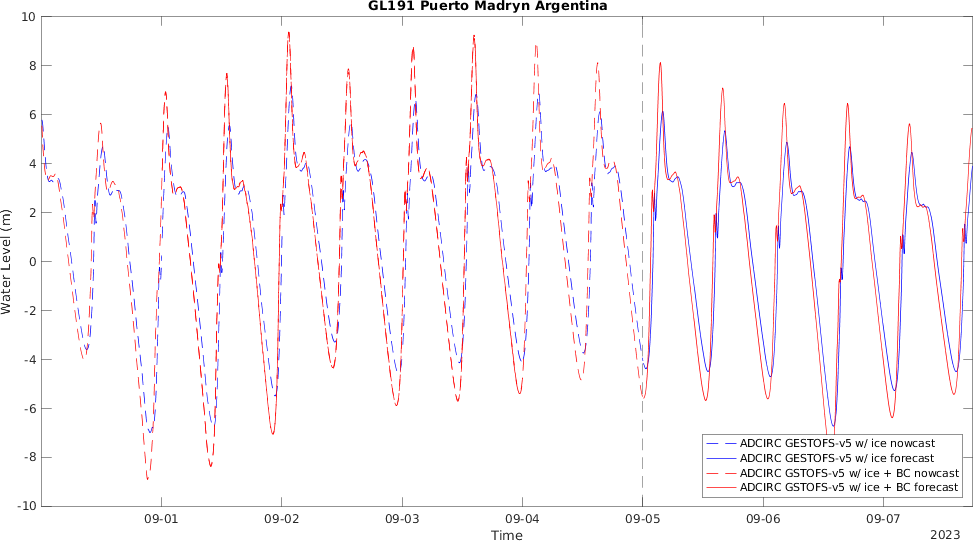 GL191 Puerto Madryn Argentina
10
8
6
4
2
0
-2
-4
-6
-8
-10
Water Level (m)
09-01
09-02
09-03
09-04
09-05
09-06
09-07
Time
2023
ADCIRC GESTOFS-v5 w/ ice nowcast
ADCIRC GESTOFS-v5 w/ ice forecast
ADCIRC GSTOFS-v5 w/ ice + BC nowcast
ADCIRC GSTOFS-v5 w/ ice + BC forecast